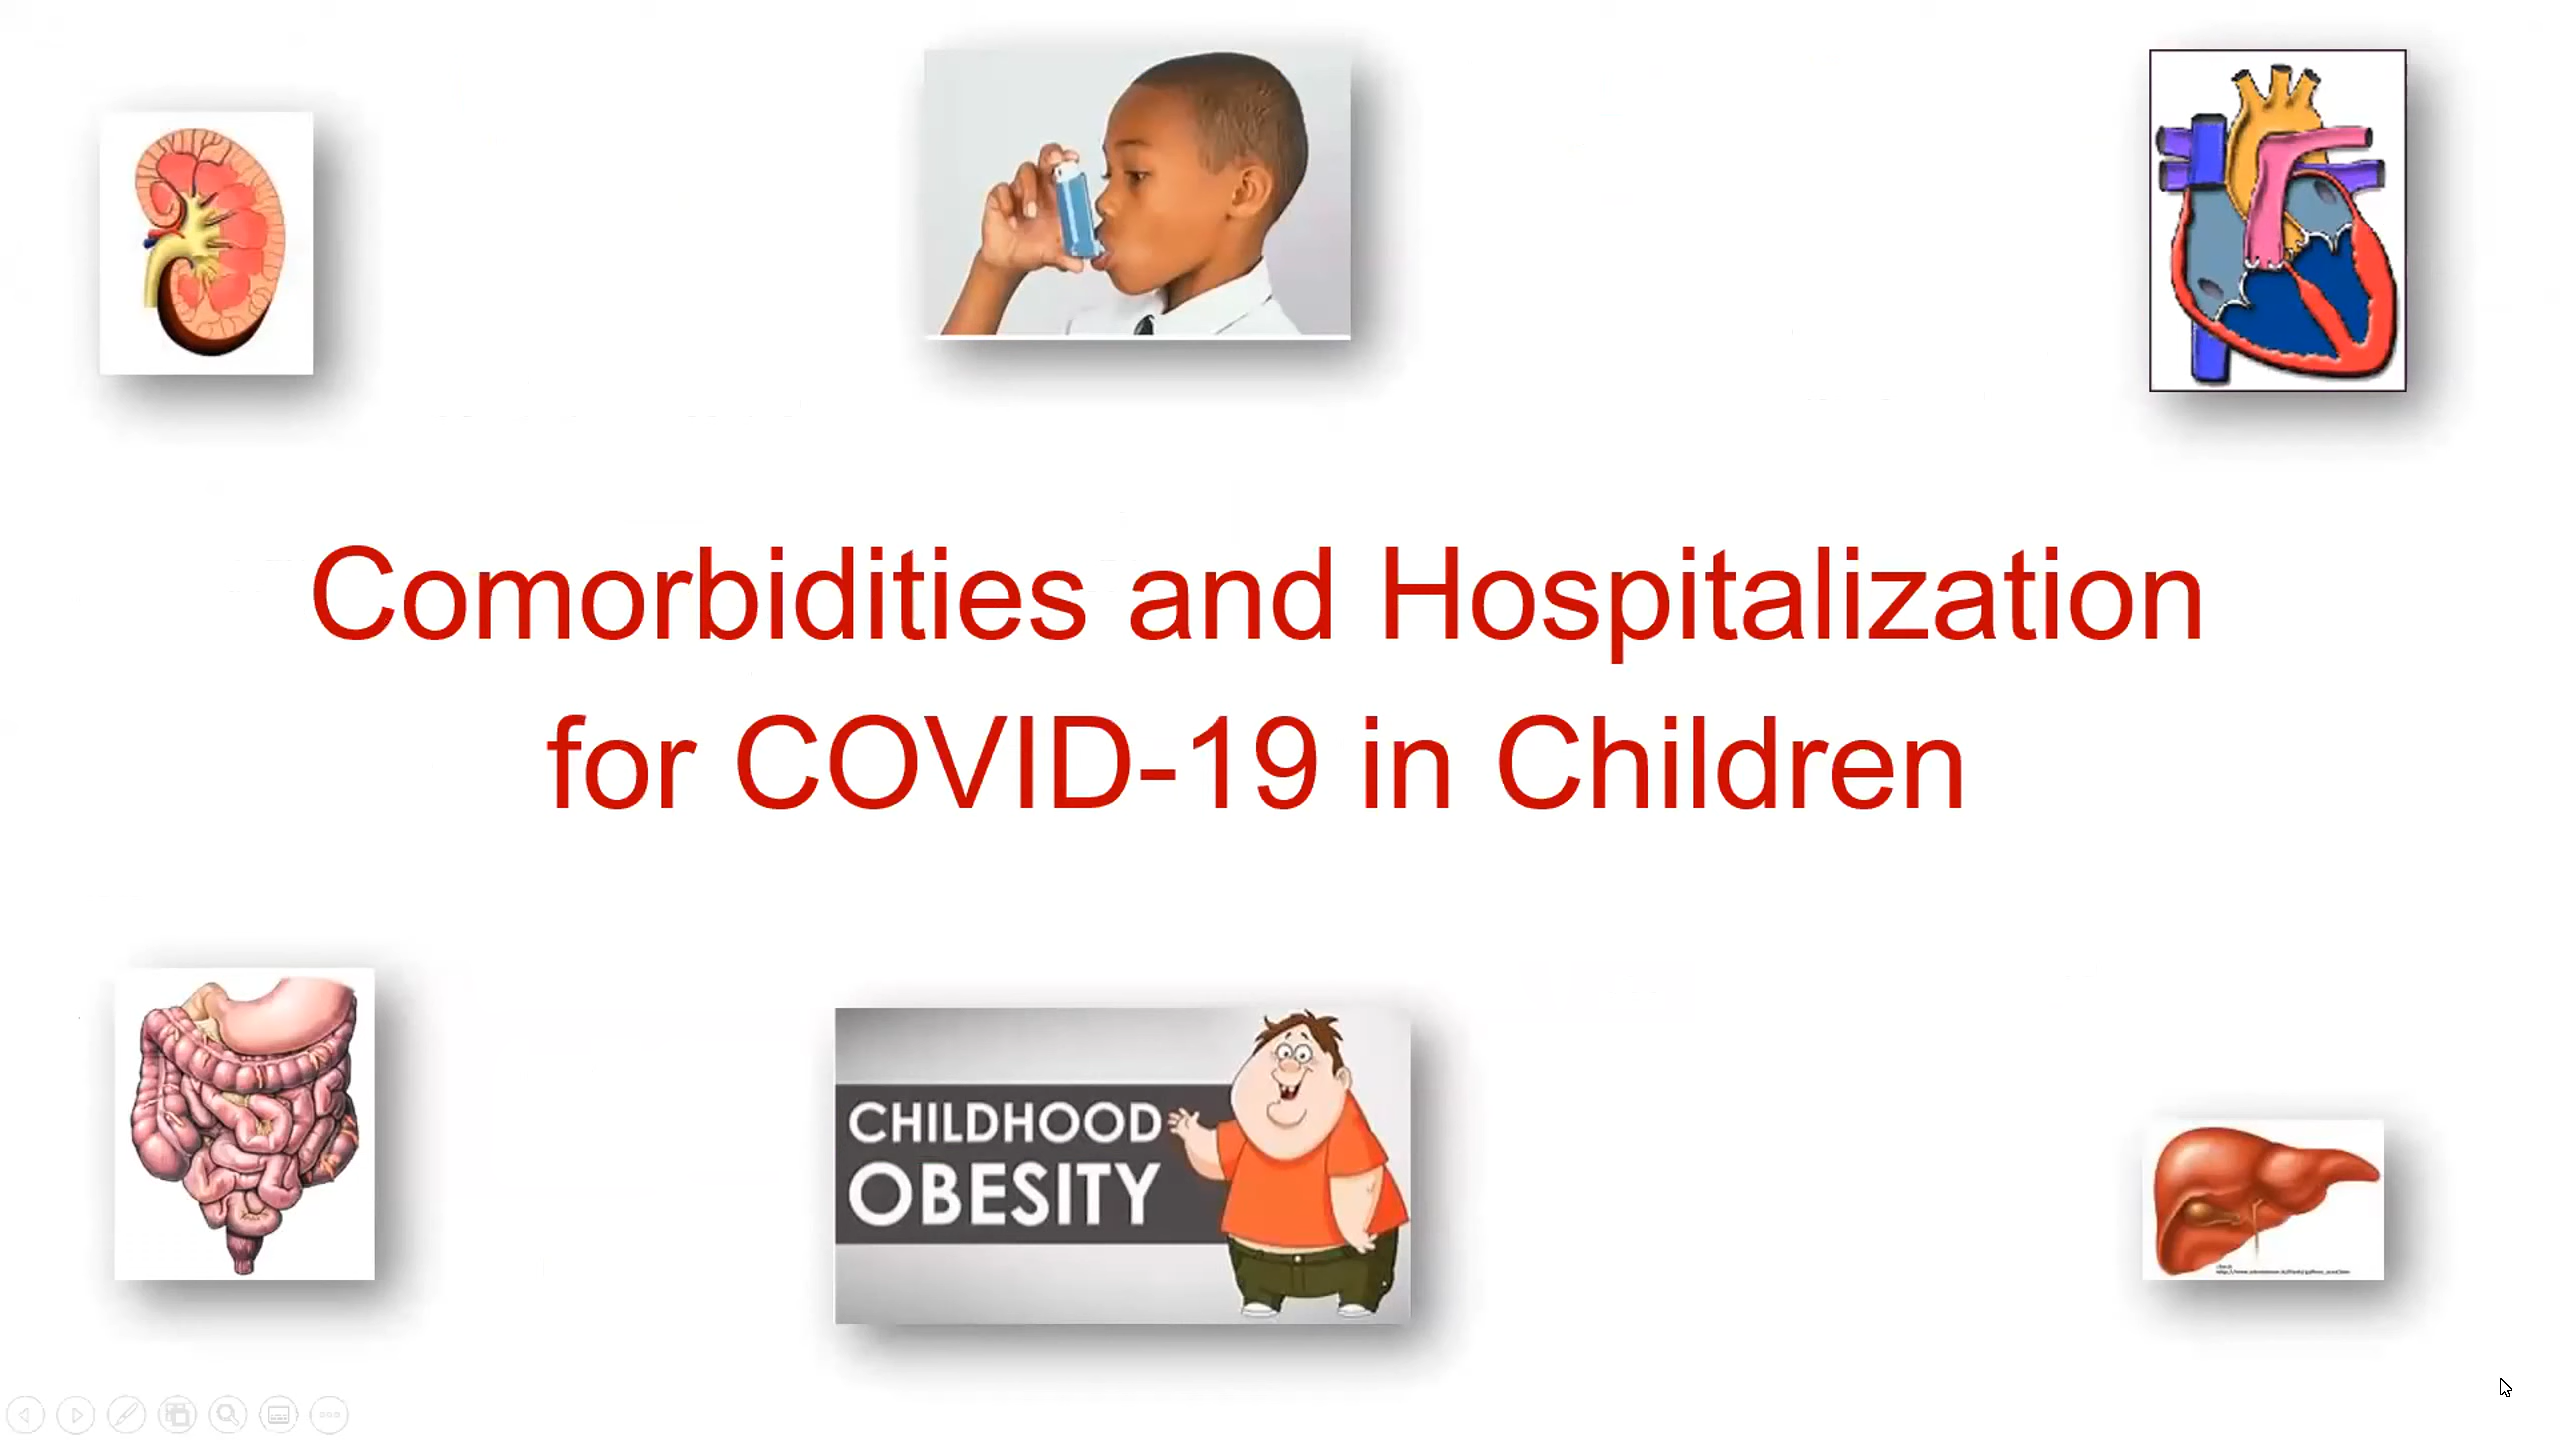 Comorbidities and Hospitalization
for COVID-19 in Children
CHILDHOOD
OBESITY